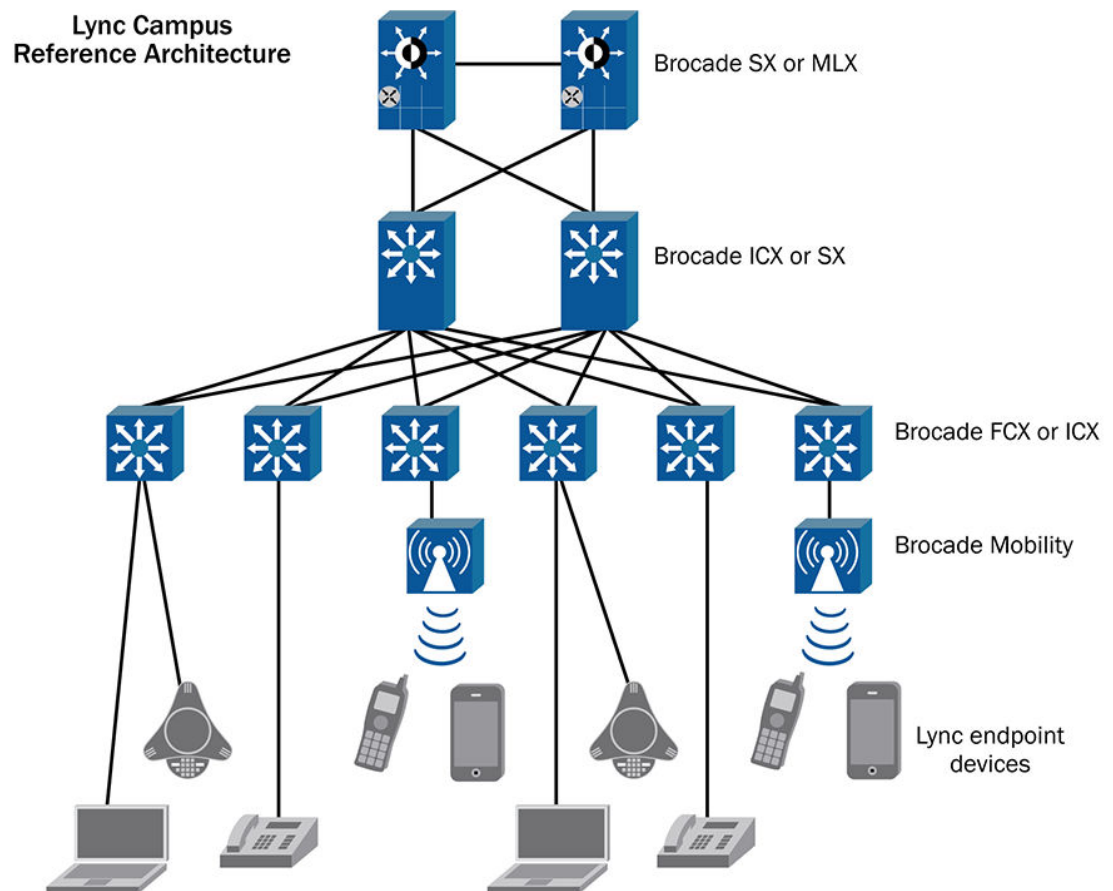 Lync Campus
Reference Architecture
Brocade SX or MLX
Brocade ICX or SX
Brocade FCX or ICX
Brocade Mobility
Lync endpoint
devices